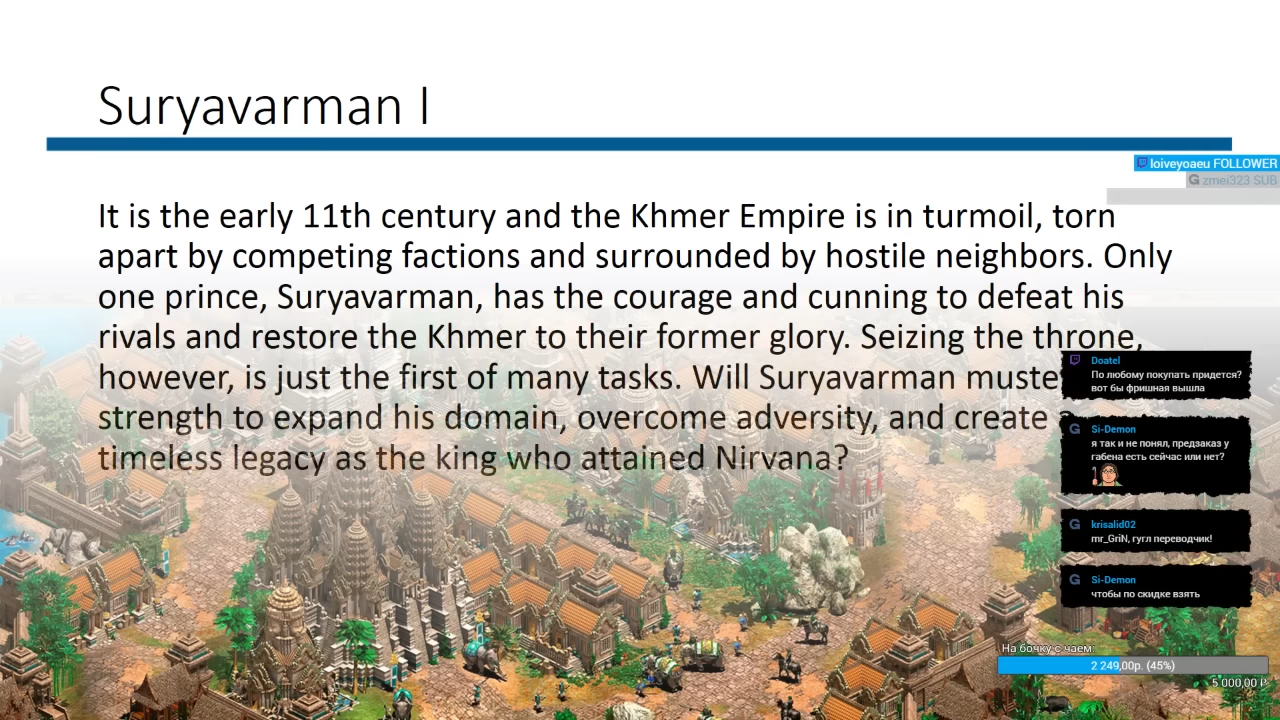 Suryavarman I
loiveyoaeu FOLLOWER
zmei323 SUB
It is the early 11th century and the Khmer Empire is in turmoil, torn
apart by competing factions and surrounded by hostile neighbors. Only
one prince, Suryavarman, has the courage and cunning to defeat his
rivals and restore the Khmer to their former glory. Seizing the throne,
however, is just the first of many tasks. Will Suryavarman muste
strength to expand his domain, overcome adversity, and create a
timeless legacy as the king who attained Nirvana?
Doatel
По любому покупать придется?
вот бы фришная вышла
Si-Demon
я так и не понял, предзаказ у
габена есть сейчас или нет?
krisalid02
mr_GriN, гугл переводчик!
Si-Demon
чтобы по скидке взять
На бочку с чаем:
2 249,00р. (45%)
5 000,00 ₽